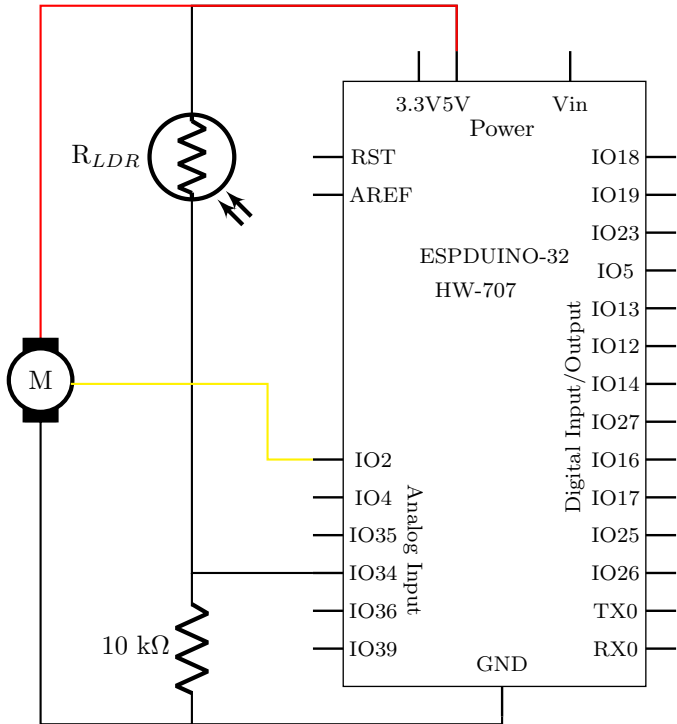 3.3V5V
Vin
Power
R_LDR
RST
AREF
ESPDUINO-32
HW-707
M
IO2
IO4
IO35
IO34
IO36
IO39
Analog Input
10 kΩ
GND
IO18
IO19
IO23
IO5
IO13
IO12
IO14
IO27
IO16
IO17
IO25
IO26
TX0
RX0
Digital Input/Output